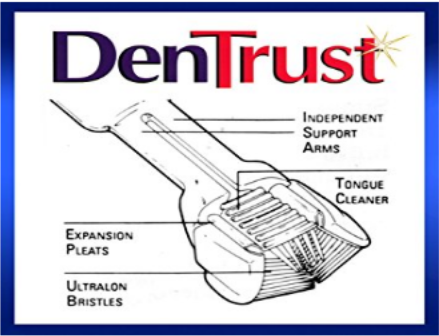 DenTrust
INDEPENDENT
SUPPORT
ARMS
TONGUE
CLEANER
EXPANSION
PLEATS
ULTRALON
BRISTLES